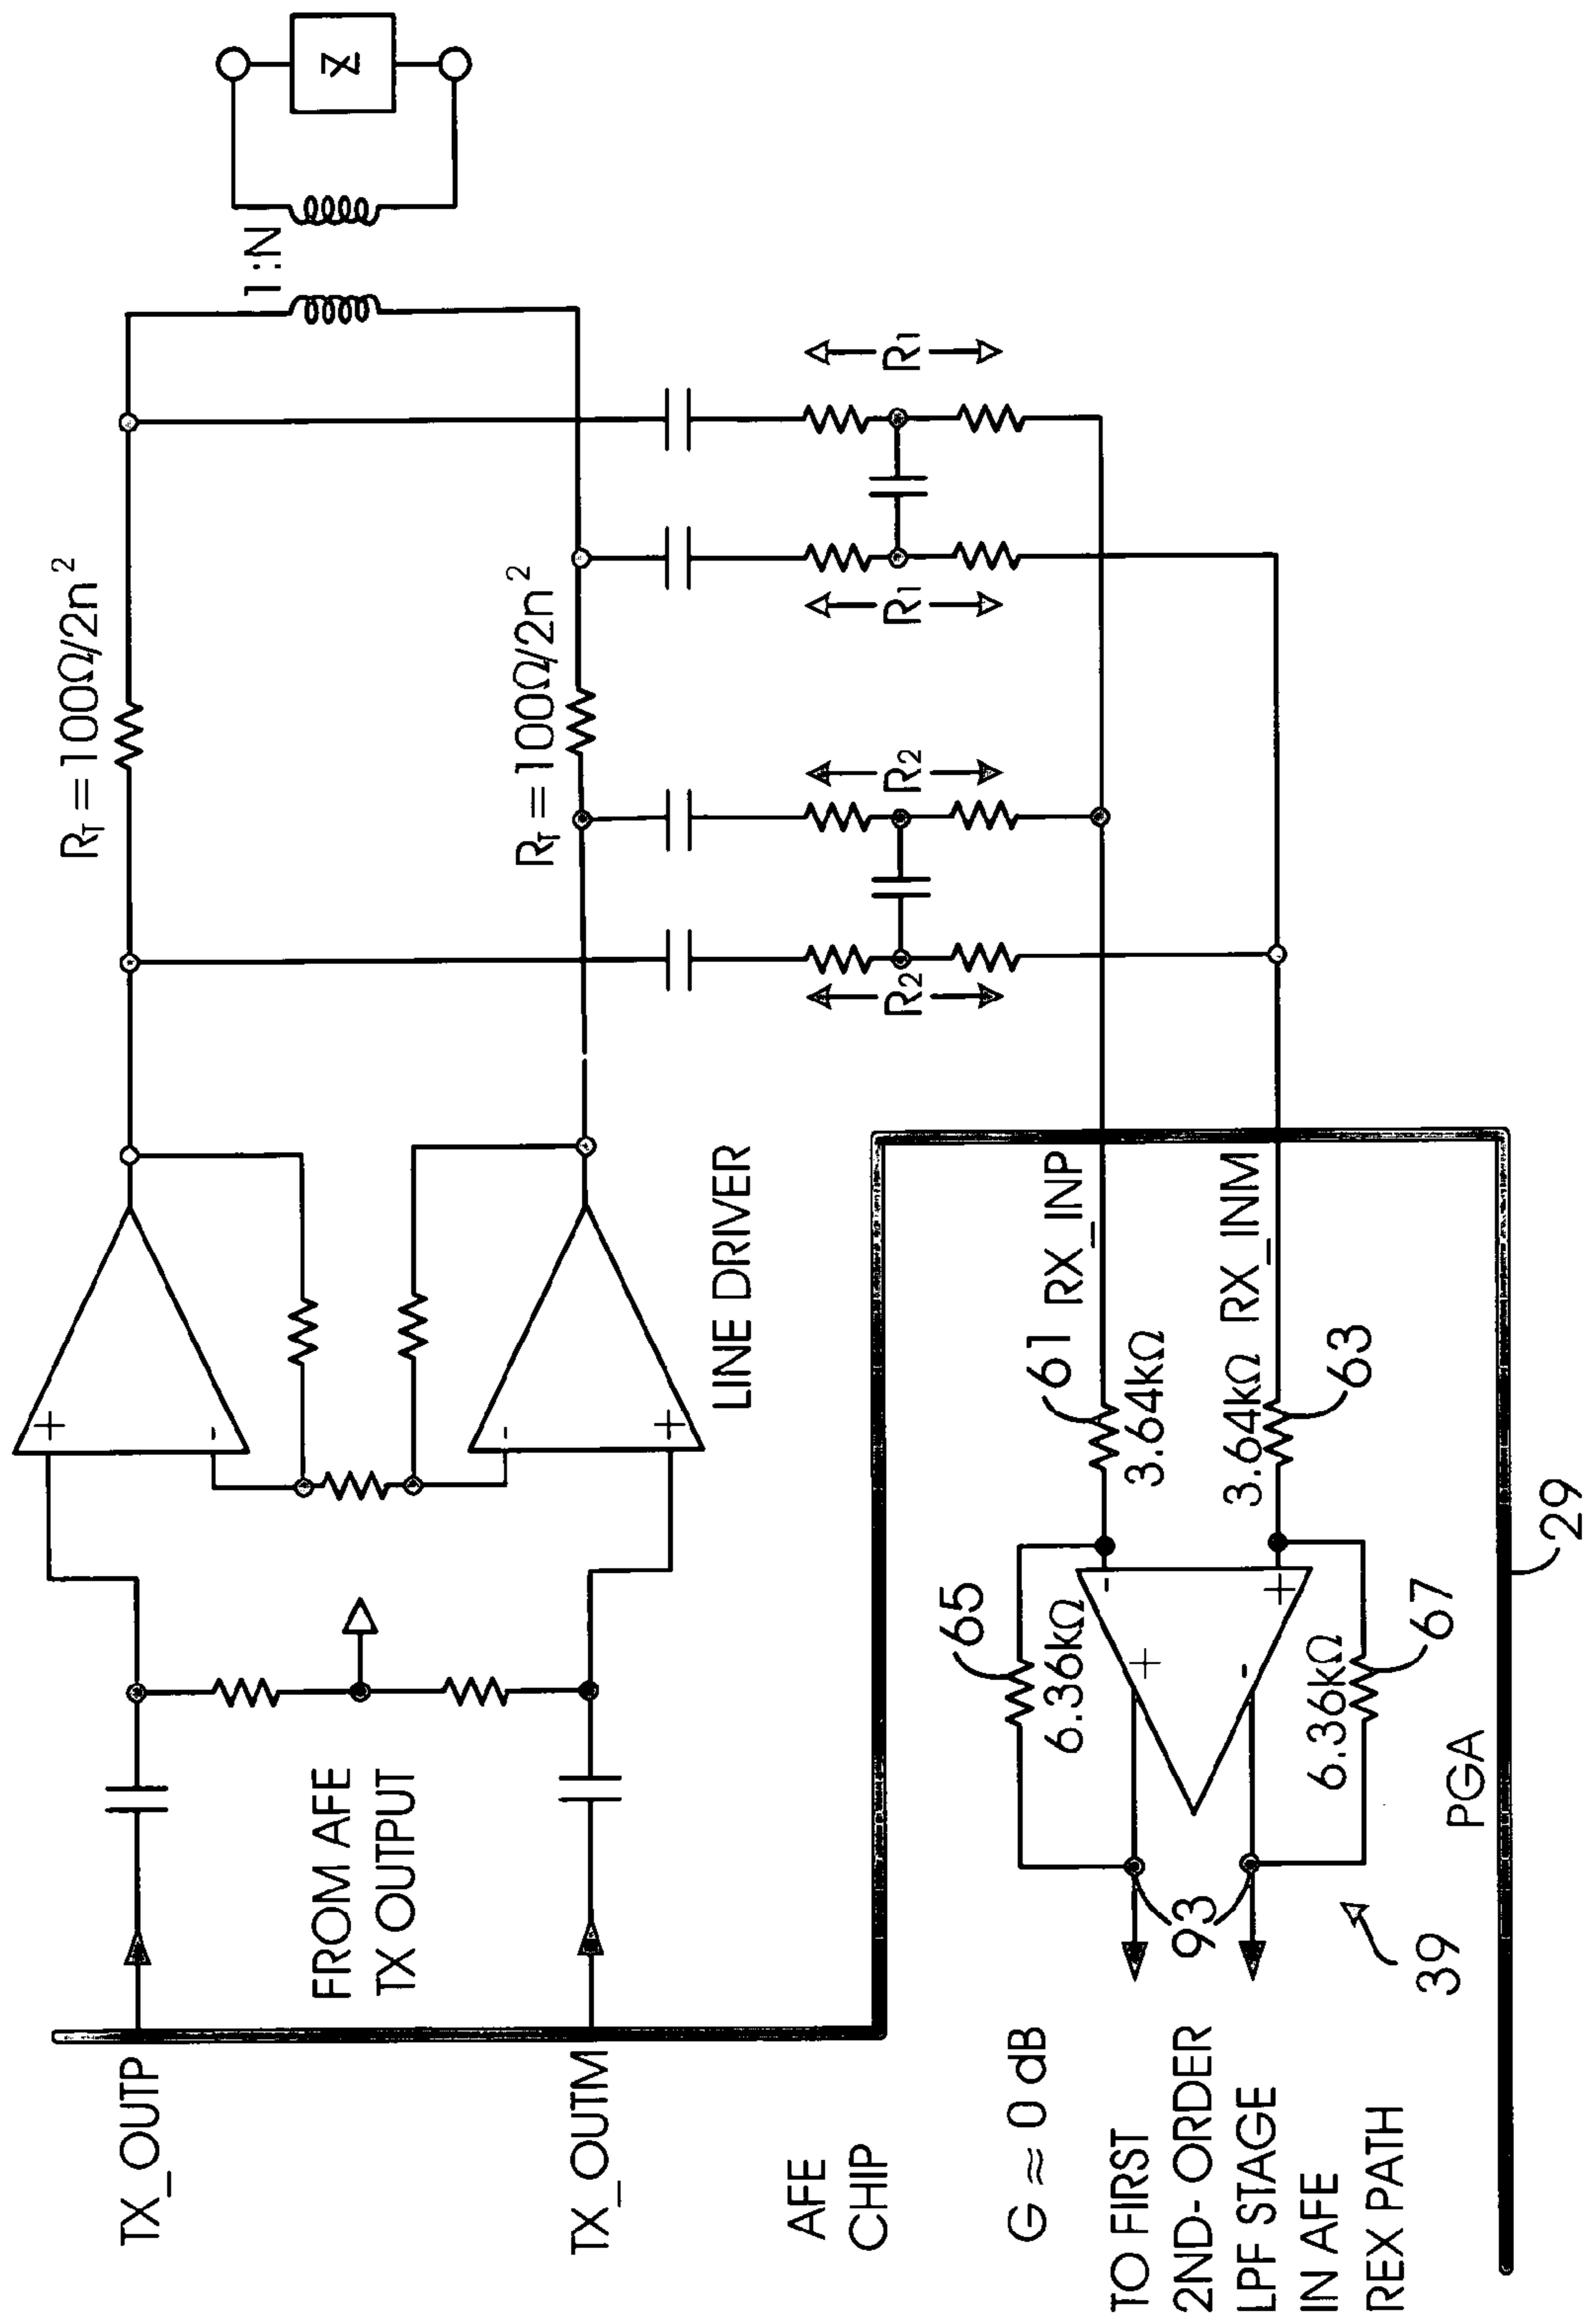 TX_OUTP
TX_OUTM
FROM AFE
TX OUTPUT
+
-
-
+
LINE DRIVER
R_T = 100Ω/2n²
R_T = 100Ω/2n²
1:N
Z
R2
R2
R1
R1
AFE
CHIP
G ≈ 0 dB
TO FIRST
2ND- ORDER
LPF STAGE
IN AFE
REX PATH
93
39
65
6.36kΩ
+
-
-
+
6.36kΩ
67
PGA
61
RX_INP
3.64kΩ
3.64kΩ
RX_INM
63
29